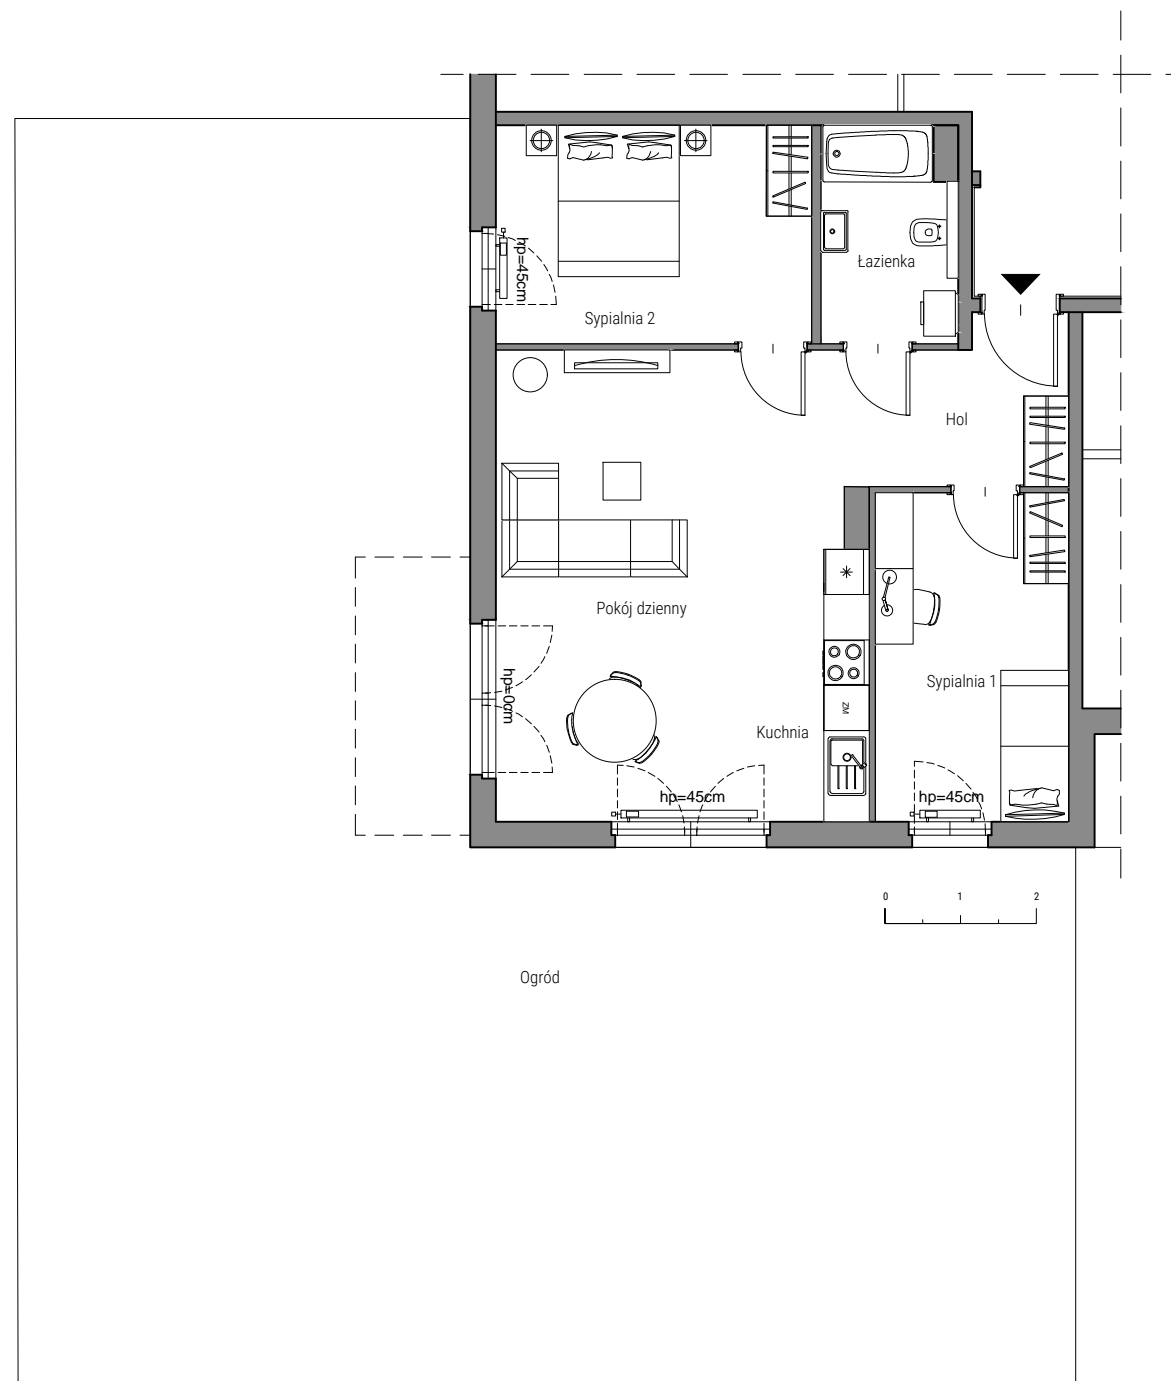 hp=45cm
Łazienka
Sypialnia 2
Hol
Pokój dzienny
Sypialnia 1
hp=0cm
ZM
Kuchnia
hp=45cm
hp=45cm
0 1 2
Ogród